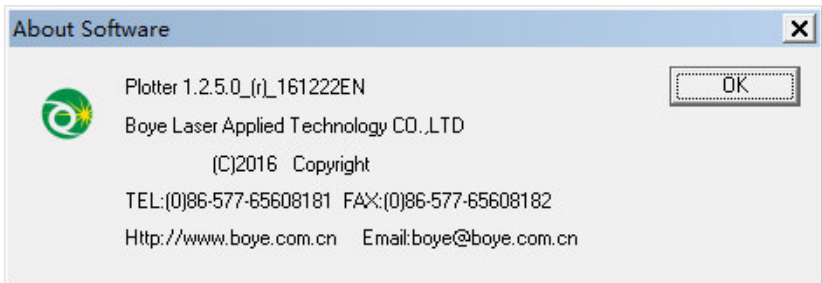 About Software
Plotter 1.2.5.0_(r)_161222EN
OK
Boye Laser Applied Technology CO.,LTD
(C)2016 Copyright
TEL:(0)86-577-65608181 FAX:(0)86-577-65608182
Http://www.boye.com.cn Email:boye@boye.com.cn